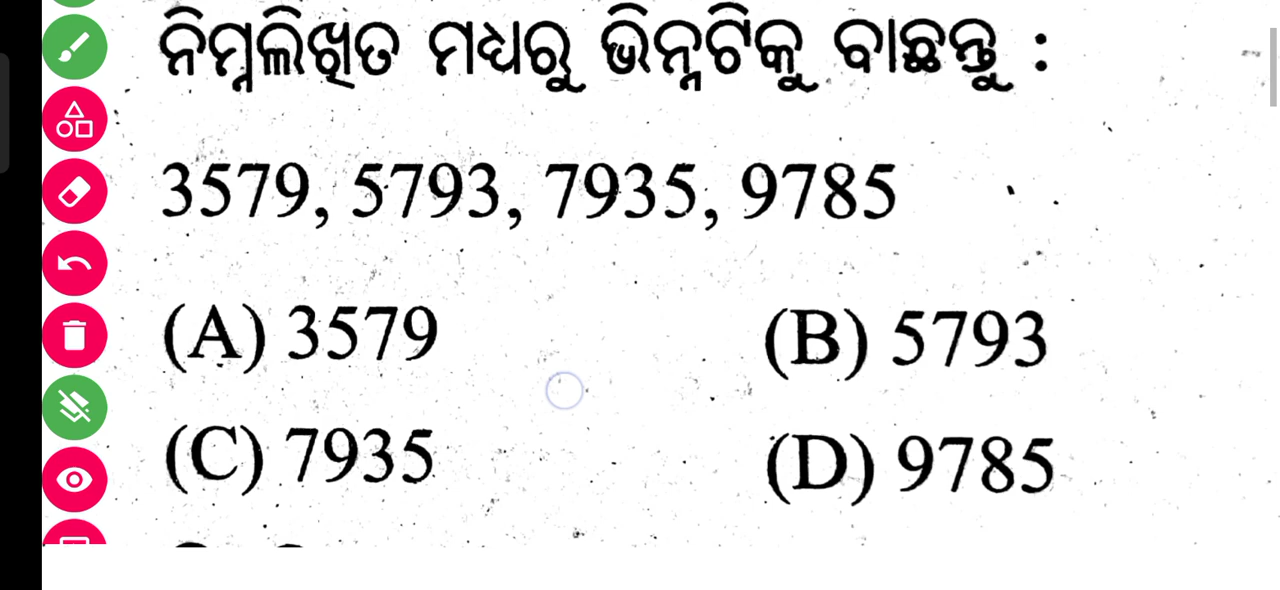 ନିମ୍ନଲିଖିତ ମଧ୍ୟରୁ ଭିନ୍ନଟିକୁ ବାଛନ୍ତୁ :
3579, 5793, 7935, 9785
(A) 3579 (B) 5793
(C) 7935 (D) 9785